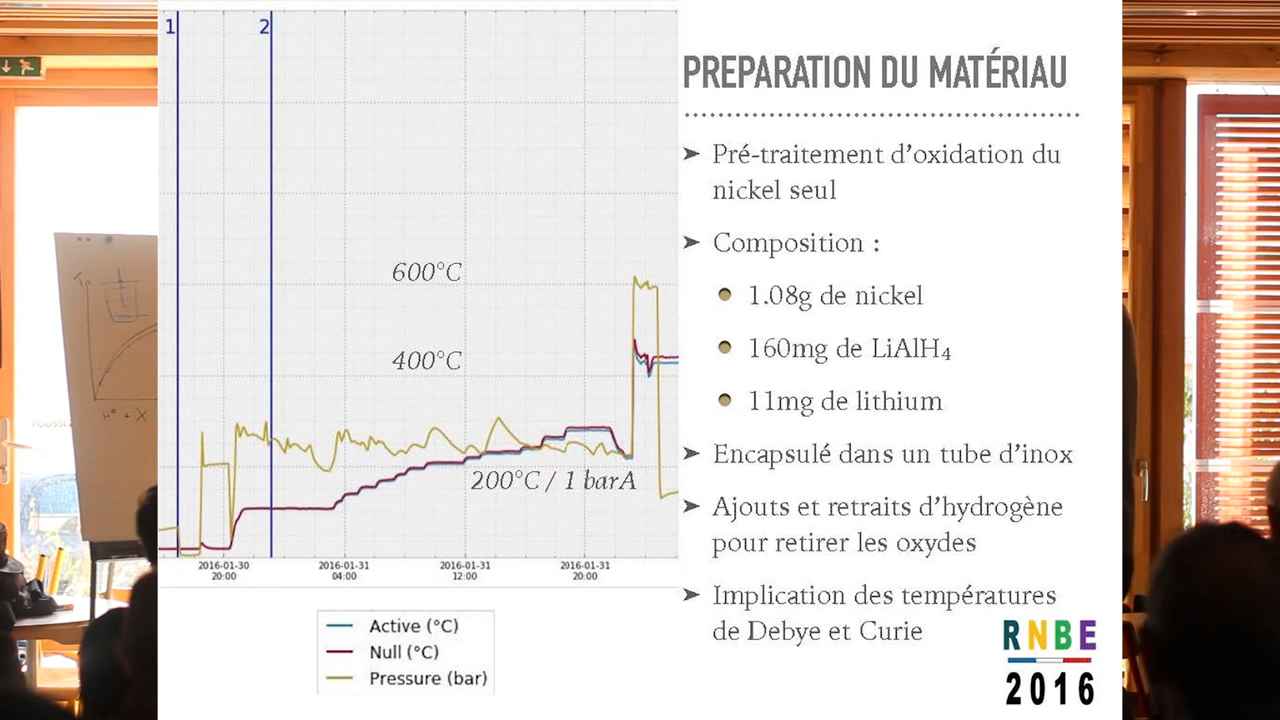 1
2
600°C
400°C
200°C / 1 barA
2016-01-30
20:00
2016-01-31
04:00
2016-01-31
12:00
2016-01-31
20:00
Active (°C)
Null (°C)
Pressure (bar)
PREPARATION DU MATÉRIAU
➤ Pré-traitement d’oxidation du
nickel seul
➤ Composition :
1.08g de nickel
160mg de LiAlH₄
11mg de lithium
➤ Encapsulé dans un tube d’inox
➤ Ajouts et retraits d’hydrogène
pour retirer les oxydes
➤ Implication des températures
de Debye et Curie
RNBE
2016